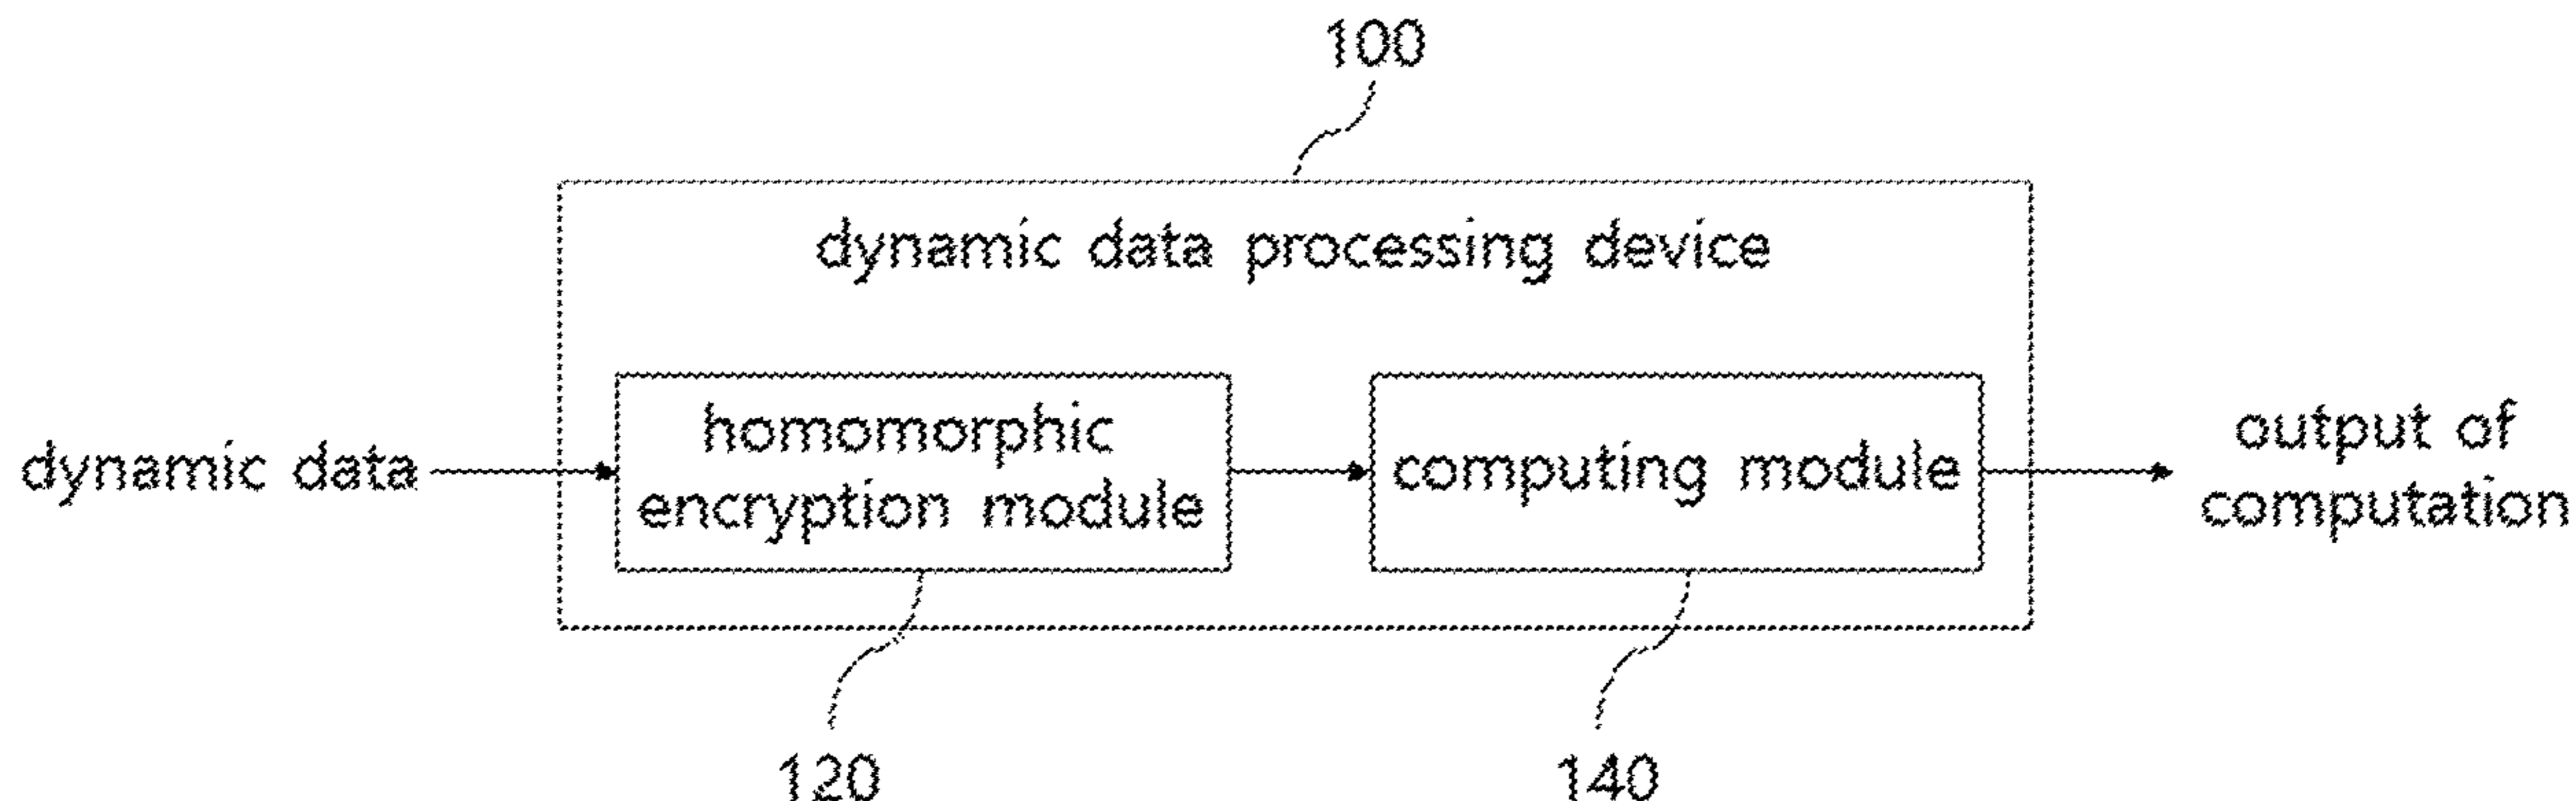 100
dynamic data processing device
dynamic data
homomorphic
encryption module
computing module
output of
computation
120
140